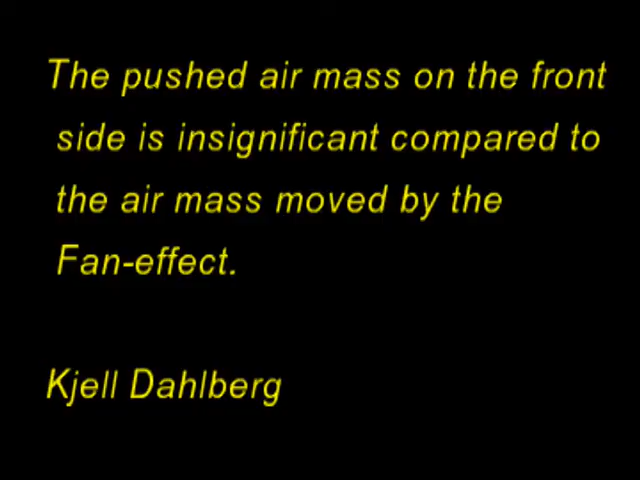 The pushed air mass on the front
side is insignificant compared to
the air mass moved by the
Fan-effect.
Kjell Dahlberg